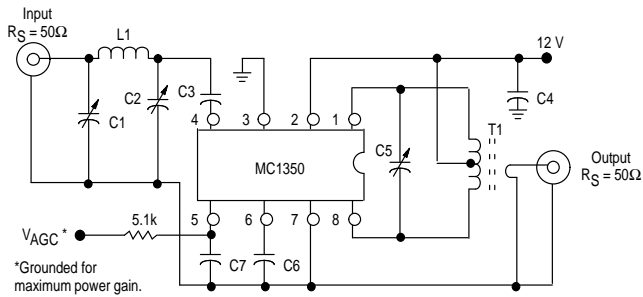 Input
RS = 50Ω
L1
12 V
C1
C2
C3
C4
4
3
2
1
MC1350
C5
T1
Output
RS = 50Ω
5
6
7
8
5.1k
VAGC *
C7
C6
*Grounded for
maximum power gain.